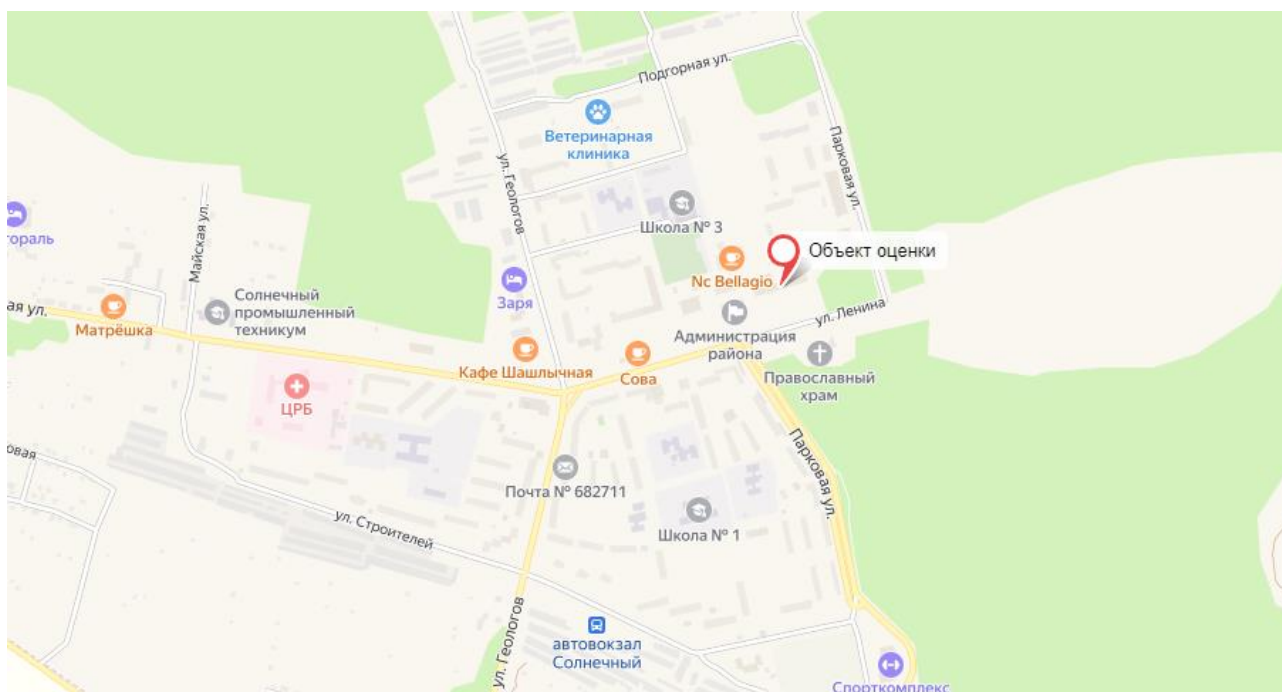 Подгорная ул.
Ветеринарная
клиника
Парковая ул.
ул. Геологов
Майская ул.
Школа № 3
Объект оценки
Nc Bellagio
Заря
Солнечный
промышленный
техникум
Матрёшка
ул. Ленина
Администрация
района
Кафе Шашлычная
Сова
Православный
храм
ЦРБ
Почта № 682711
Парковая ул.
Школа № 1
ул. Строителей
ул. Геологов
автовокзал
Солнечный
Спорткомплекс